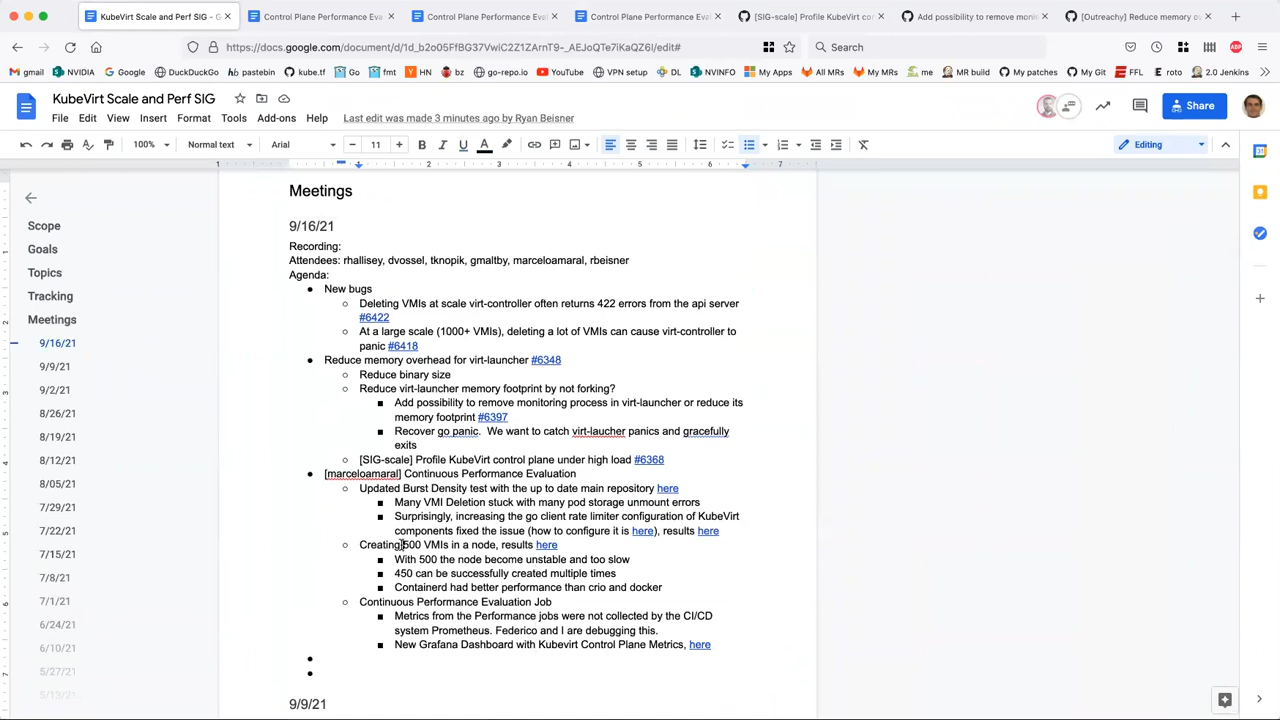 KubeVirt Scale and Perf SIG - G
Control Plane Performance Eva
Control Plane Performance Eva
Control Plane Performance Eva
[SIG-scale] Profile KubeVirt con
Add possibility to remove moni
[Outreachy] Reduce memory ov
https://docs.google.com/document/d/1d_b2o05FfBG37VwiC2Z1ZArnT9-_AEJoQTe7iKaQZ6I/edit#
Search
gmail
NVIDIA
Google
DuckDuckGo
pastebin
kube.tf
Go
fmt
HN
bz
go-repo.io
YouTube
VPN setup
DL
NVINFO
My Apps
All MRs
My MRs
me
MR build
My patches
My Git
FFL
roto
2.0 Jenkins
KubeVirt Scale and Perf SIG
Share
File Edit View Insert Format Tools Add-ons Help
Last edit was made 3 minutes ago by Ryan Beisner
100% Normal text Arial 11 Editing
1 1 2 3 4 5 6 7
Scope
Goals
Topics
Tracking
Meetings
9/16/21
9/9/21
9/2/21
8/26/21
8/19/21
8/12/21
8/05/21
7/29/21
7/22/21
7/15/21
7/8/21
7/1/21
6/24/21
6/10/21
5/27/21
5/13/21
Meetings
9/16/21
Recording:
Attendees: rhallisey, dvossel, tknopik, gmaltby, marceloamaral, rbeisner
Agenda:
● New bugs
○ Deleting VMIs at scale virt-controller often returns 422 errors from the api server
#6422
○ At a large scale (1000+ VMIs), deleting a lot of VMIs can cause virt-controller to
panic #6418
● Reduce memory overhead for virt-launcher #6348
○ Reduce binary size
○ Reduce virt-launcher memory footprint by not forking?
■ Add possibility to remove monitoring process in virt-launcher or reduce its
memory footprint #6397
■ Recover go panic. We want to catch virt-laucher panics and gracefully
exits
○ [SIG-scale] Profile KubeVirt control plane under high load #6368
● [marceloamaral] Continuous Performance Evaluation
○ Updated Burst Density test with the up to date main repository here
■ Many VMI Deletion stuck with many pod storage unmount errors
■ Surprisingly, increasing the go client rate limiter configuration of KubeVirt
components fixed the issue (how to configure it is here), results here
○ Creating 500 VMIs in a node, results here
■ With 500 the node become unstable and too slow
■ 450 can be successfully created multiple times
■ Containerd had better performance than crio and docker
○ Continuous Performance Evaluation Job
■ Metrics from the Performance jobs were not collected by the CI/CD
system Prometheus. Federico and I are debugging this.
■ New Grafana Dashboard with Kubevirt Control Plane Metrics, here
●
●
9/9/21